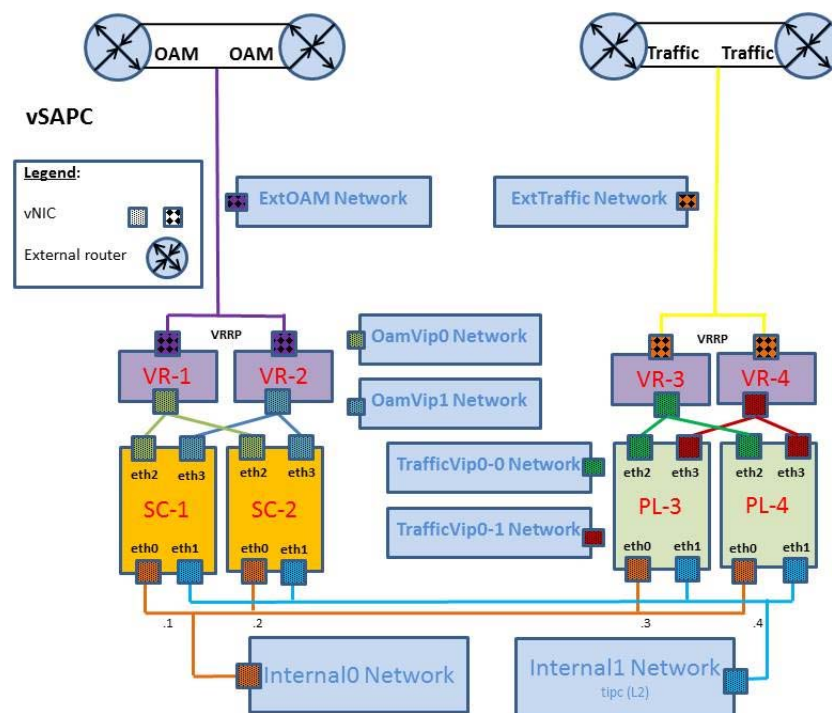 OAM OAM
Traffic Traffic
vSAPC
Legend:
vNIC
External router
ExtOAM Network
ExtTraffic Network
VRRP
VRRP
OamVip0 Network
VR-1
VR-2
VR-3
VR-4
OamVip1 Network
eth2
eth3
eth2
eth3
TrafficVip0-0 Network
eth2
eth3
eth2
eth3
SC-1
SC-2
PL-3
PL-4
TrafficVip0-1 Network
eth0
eth1
eth0
eth1
eth0
eth1
eth0
eth1
.1
.2
.3
.4
Internal0 Network
Internal1 Network
tipc (L2)